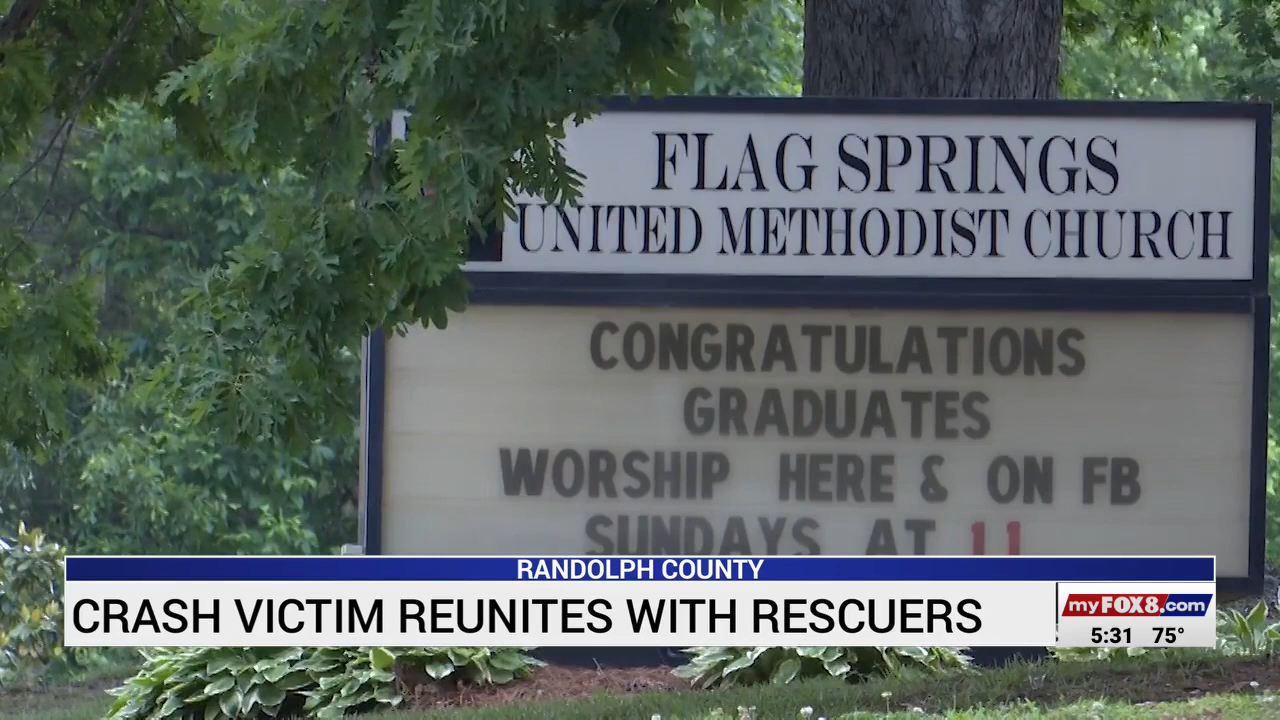 FLAG SPRINGS
UNITED METHODIST CHURCH
CONGRATULATIONS
GRADUATES
WORSHIP HERE & ON FB
SUNDAYS AT 11
RANDOLPH COUNTY
CRASH VICTIM REUNITES WITH RESCUERS
myFOX8.com
5:31 75°